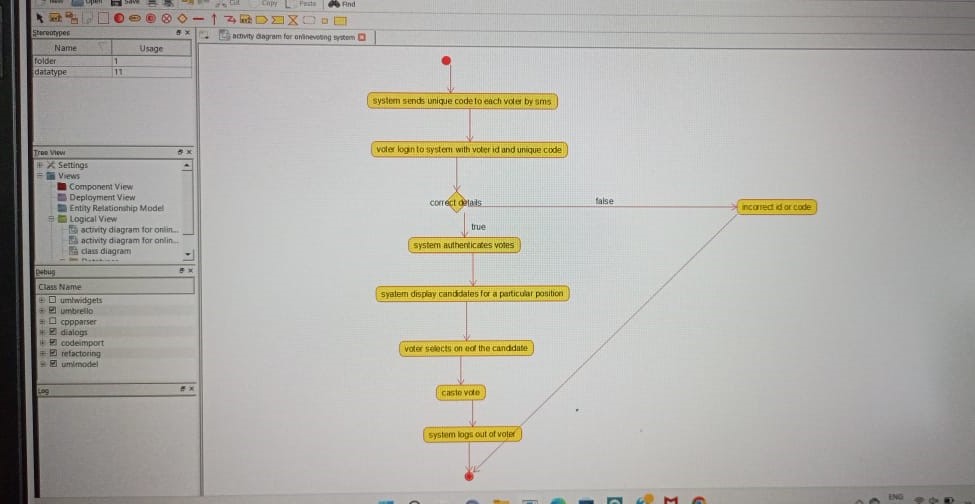 Open
Save
Cut
Copy
Paste
Find
Stereotypes
activity diagram for onlinevoting system
Name Usage
folder 1
datatype 11
system sends unique code to each voter by sms
voter login to system with voter id and unique code
Tree View
Settings
Views
Component View
Deployment View
Entity Relationship Model
Logical View
activity diagram for onlin...
activity diagram for onlin...
class diagram
correct details
false
incorrect id or code
true
system authenticates votes
Debug
Class Name
umlwidgets
umbrello
cppparser
dialogs
codeimport
refactoring
umlmodel
syatem display candidates for a particular position
voter selects on eof the candidate
caste vote
Log
system logs out of voter
ENG